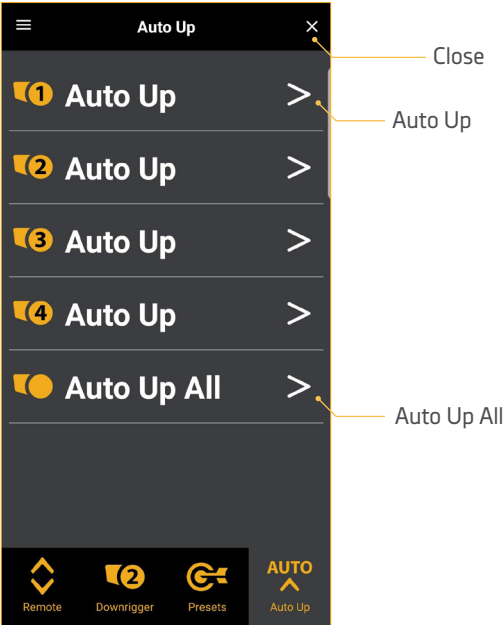 Auto Up
Close
1 Auto Up >
Auto Up
2 Auto Up >
3 Auto Up >
4 Auto Up >
Auto Up All >
Auto Up All
2
AUTO
Remote Downrigger Presets Auto Up